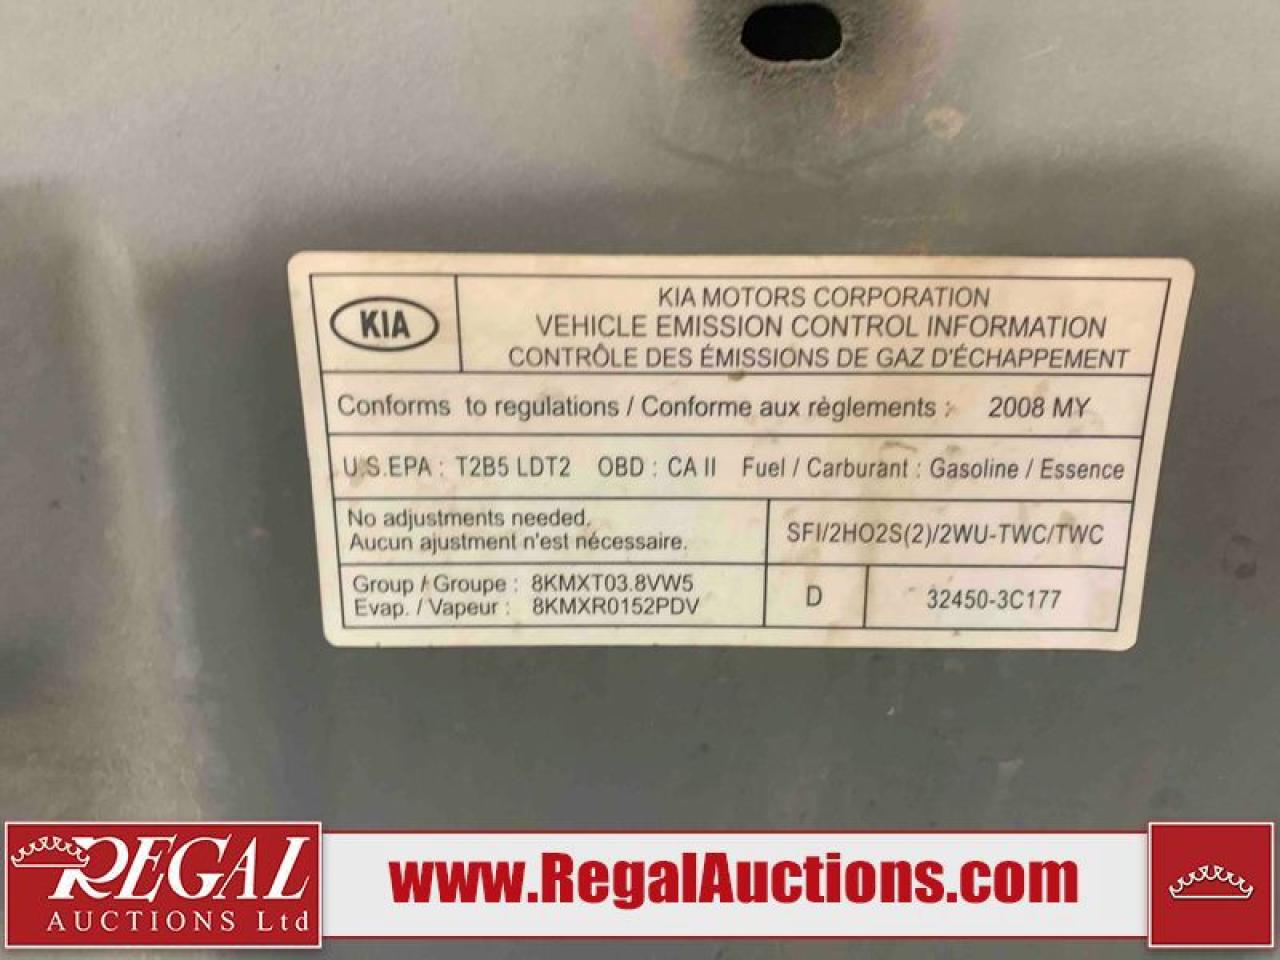 KIA
KIA MOTORS CORPORATION
VEHICLE EMISSION CONTROL INFORMATION
CONTRÔLE DES ÉMISSIONS DE GAZ D'ÉCHAPPEMENT
Conforms to regulations / Conforme aux règlements : 2008 MY
U.S.EPA : T2B5 LDT2 OBD : CA II Fuel / Carburant : Gasoline / Essence
No adjustments needed.
Aucun ajustment n'est nécessaire.
SFI/2HO2S(2)/2WU-TWC/TWC
Group / Groupe : 8KMXT03.8VW5
Evap. / Vapeur : 8KMXR0152PDV
D
32450-3C177
REGAL
AUCTIONS Ltd
www.RegalAuctions.com